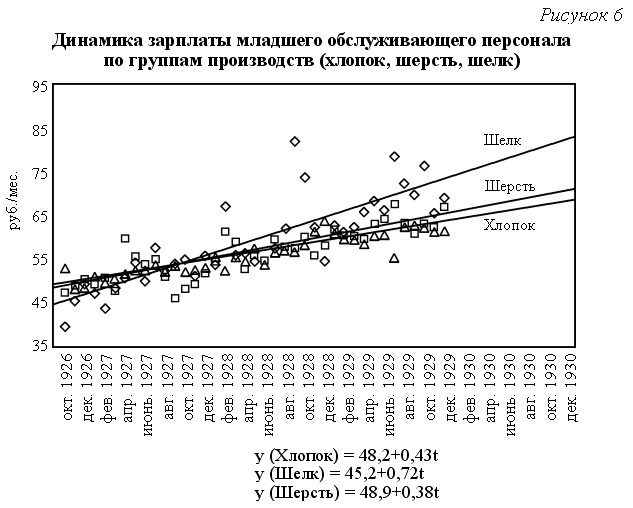 Рисунок 6
Динамика зарплаты младшего обслуживающего персонала
по группам производств (хлопок, шерсть, шелк)
руб./мес.
95
85
75
65
55
45
35
Шелк
Шерсть
Хлопок
окт. 1926
дек. 1926
фев. 1927
апр. 1927
июнь. 1927
авг. 1927
окт. 1927
дек. 1927
фев. 1928
апр. 1928
июнь. 1928
авг. 1928
окт. 1928
дек. 1928
фев. 1929
апр. 1929
июнь. 1929
авг. 1929
окт. 1929
дек. 1929
фев. 1930
апр. 1930
июнь. 1930
авг. 1930
окт. 1930
дек. 1930
y (Хлопок) = 48,2+0,43t
y (Шелк) = 45,2+0,72t
y (Шерсть) = 48,9+0,38t